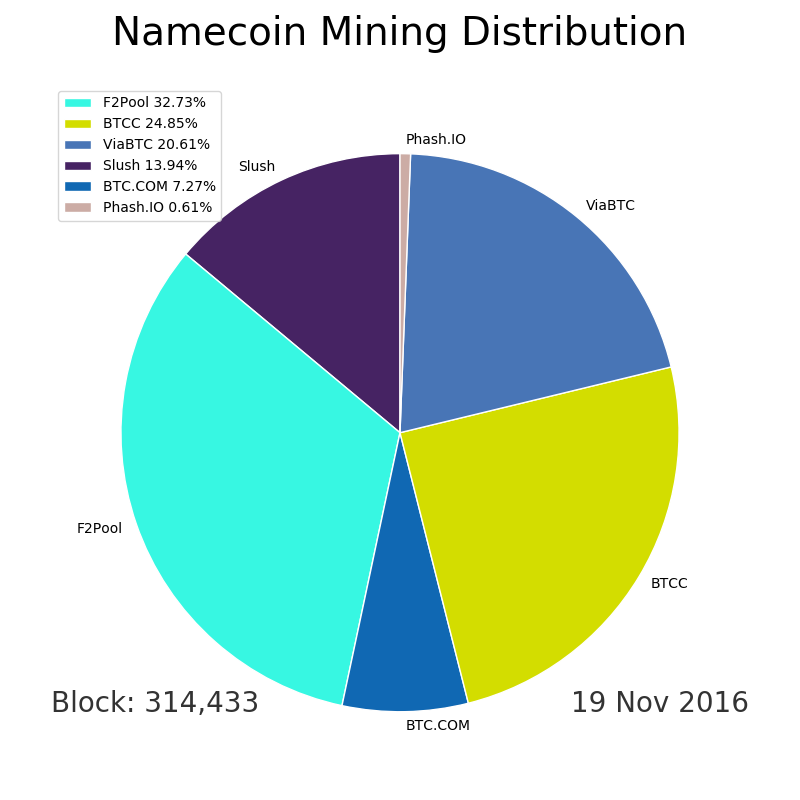 Namecoin Mining Distribution
F2Pool 32.73%
BTCC 24.85%
ViaBTC 20.61%
Slush 13.94%
BTC.COM 7.27%
Phash.IO 0.61%
Phash.IO
Slush
ViaBTC
F2Pool
BTCC
BTC.COM
Block: 314,433
19 Nov 2016